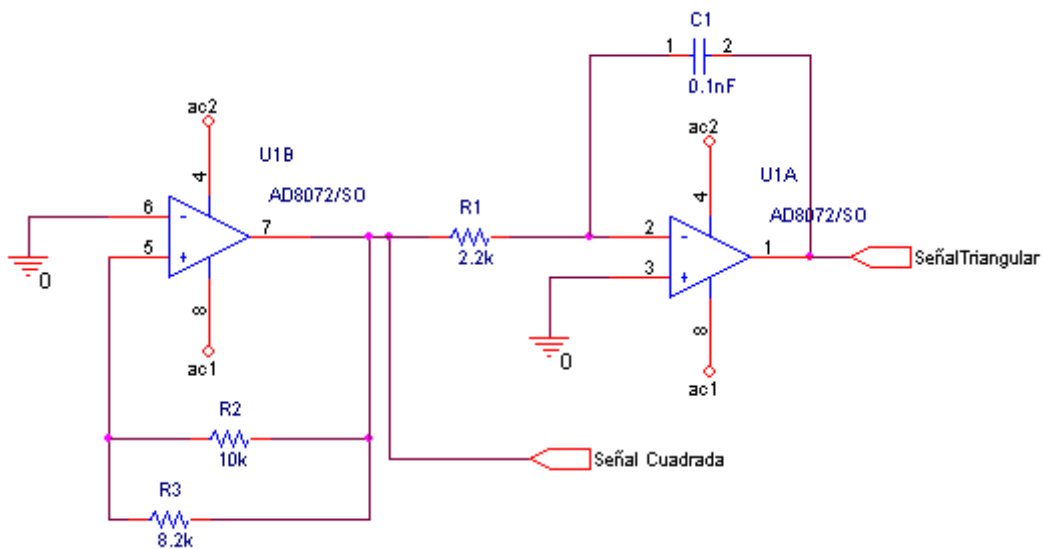 C1
1
2
0.1nF
ac2
ac2
U1B
U1A
4
4
AD8072/SO
AD8072/SO
R1
6
7
2
5
2.2k
1
3
SeñalTriangular
0
8
0
8
ac1
ac1
R2
10k
Señal Cuadrada
R3
8.2k